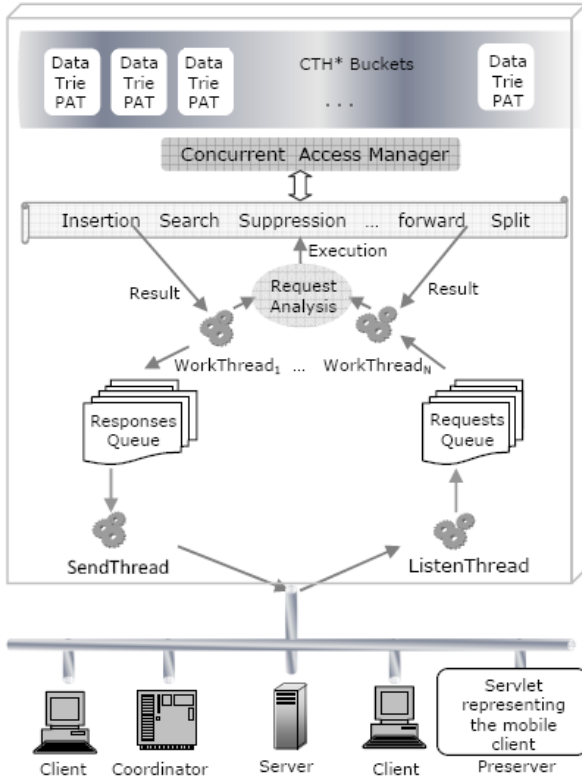 Data Trie PAT
Data Trie PAT
Data Trie PAT
CTH* Buckets
...
Data Trie PAT
Concurrent Access Manager
Insertion Search Suppression ... forward Split
Execution
Result
Request Analysis
Result
WorkThread1 ... WorkThreadN
Responses Queue
Requests Queue
SendThread
ListenThread
Client
Coordinator
Server
Client
Servlet
representing
the mobile
client
Preserver